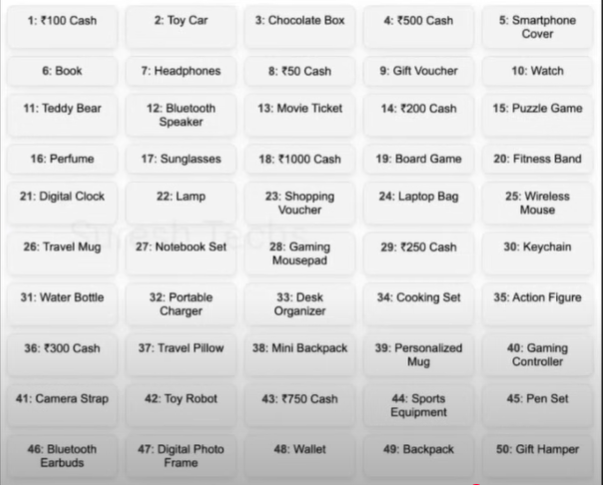 1: ₹100 Cash
2: Toy Car
3: Chocolate Box
4: ₹500 Cash
5: Smartphone
Cover
6: Book
7: Headphones
8: ₹50 Cash
9: Gift Voucher
10: Watch
11: Teddy Bear
12: Bluetooth
Speaker
13: Movie Ticket
14: ₹200 Cash
15: Puzzle Game
16: Perfume
17: Sunglasses
18: ₹1000 Cash
19: Board Game
20: Fitness Band
21: Digital Clock
22: Lamp
23: Shopping
Voucher
24: Laptop Bag
25: Wireless
Mouse
Suresh Techs
26: Travel Mug
27: Notebook Set
28: Gaming
Mousepad
29: ₹250 Cash
30: Keychain
31: Water Bottle
32: Portable
Charger
33: Desk
Organizer
34: Cooking Set
35: Action Figure
36: ₹300 Cash
37: Travel Pillow
38: Mini Backpack
39: Personalized
Mug
40: Gaming
Controller
41: Camera Strap
42: Toy Robot
43: ₹750 Cash
44: Sports
Equipment
45: Pen Set
46: Bluetooth
Earbuds
47: Digital Photo
Frame
48: Wallet
49: Backpack
50: Gift Hamper